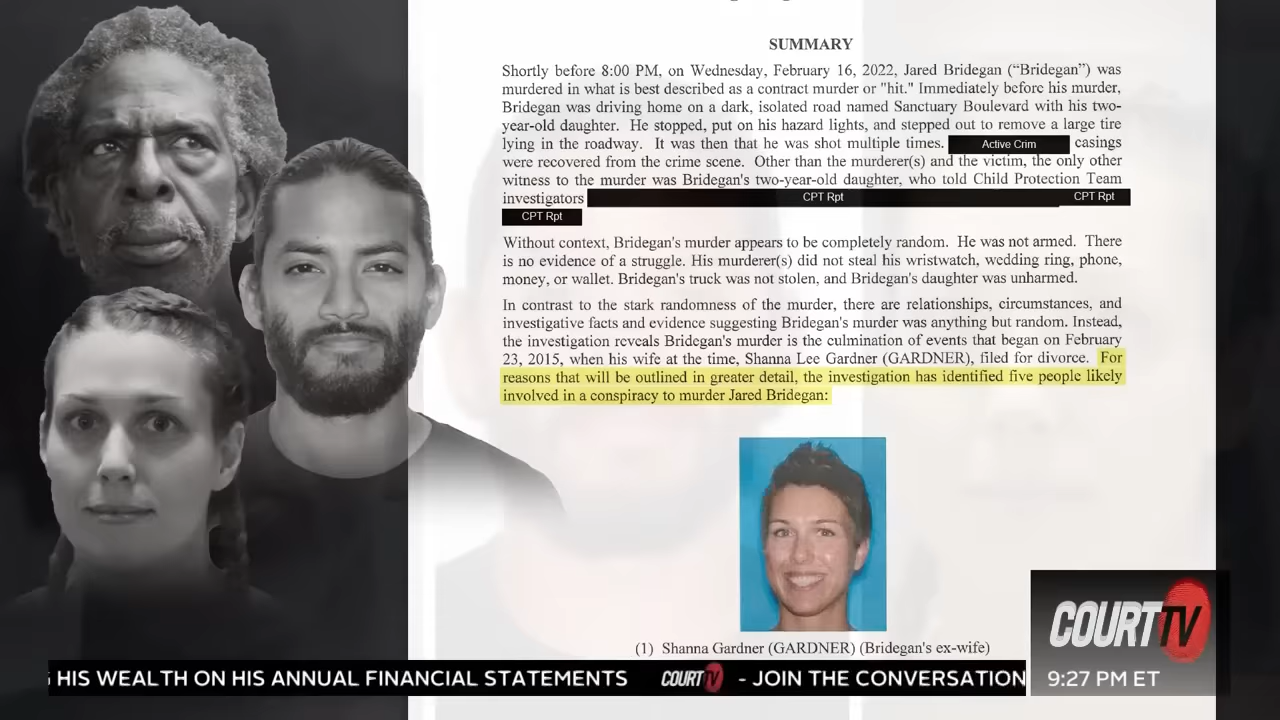 SUMMARY
Shortly before 8:00 PM, on Wednesday, February 16, 2022, Jared Bridegan ("Bridegan") was
murdered in what is best described as a contract murder or "hit." Immediately before his murder,
Bridegan was driving home on a dark, isolated road named Sanctuary Boulevard with his two-
year-old daughter. He stopped, put on his hazard lights, and stepped out to remove a large tire
lying in the roadway. It was then that he was shot multiple times. Active Crim casings
were recovered from the crime scene. Other than the murderer(s) and the victim, the only other
witness to the murder was Bridegan's two-year-old daughter, who told Child Protection Team
investigators CPT Rpt CPT Rpt
CPT Rpt
Without context, Bridegan's murder appears to be completely random. He was not armed. There
is no evidence of a struggle. His murderer(s) did not steal his wristwatch, wedding ring, phone,
money, or wallet. Bridegan's truck was not stolen, and Bridegan's daughter was unharmed.
In contrast to the stark randomness of the murder, there are relationships, circumstances, and
investigative facts and evidence suggesting Bridegan's murder was anything but random. Instead,
the investigation reveals Bridegan's murder is the culmination of events that began on February
23, 2015, when his wife at the time, Shanna Lee Gardner (GARDNER), filed for divorce. For
reasons that will be outlined in greater detail, the investigation has identified five people likely
involved in a conspiracy to murder Jared Bridegan:
(1) Shanna Gardner (GARDNER) (Bridegan's ex-wife)
COURT TV
HIS WEALTH ON HIS ANNUAL FINANCIAL STATEMENTS COURT TV - JOIN THE CONVERSATION
9:27 PM ET